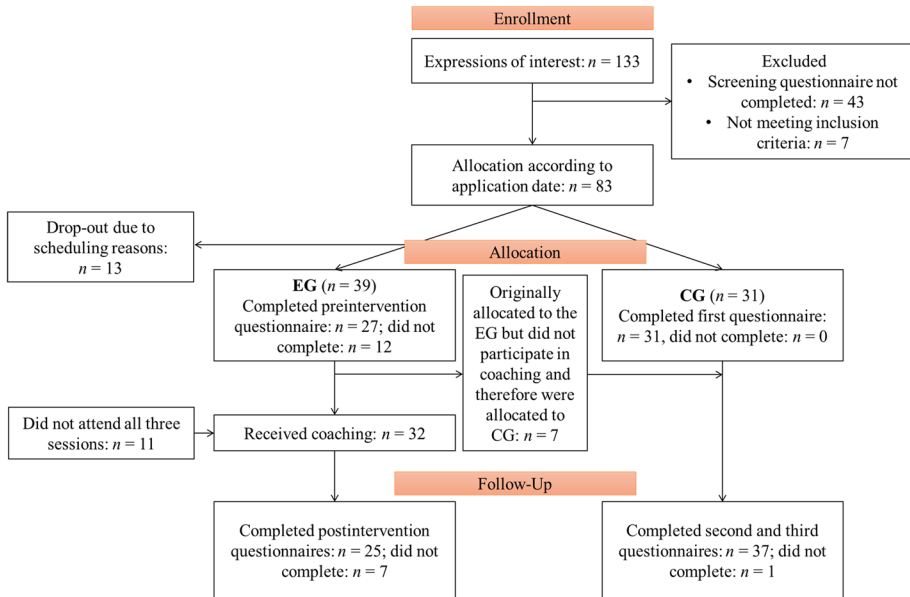 Enrollment
Expressions of interest: n = 133
Excluded
• Screening questionnaire not
completed: n = 43
• Not meeting inclusion
criteria: n = 7
Allocation according to
application date: n = 83
Drop-out due to
scheduling reasons:
n = 13
Allocation
EG (n = 39)
Completed preintervention
questionnaire: n = 27; did not
complete: n = 12
Originally
allocated to the
EG but did not
participate in
coaching and
therefore were
allocated to
CG: n = 7
CG (n = 31)
Completed first questionnaire:
n = 31, did not complete: n = 0
Did not attend all three
sessions: n = 11
Received coaching: n = 32
Follow-Up
Completed postintervention
questionnaires: n = 25; did not
complete: n = 7
Completed second and third
questionnaires: n = 37; did not
complete: n = 1